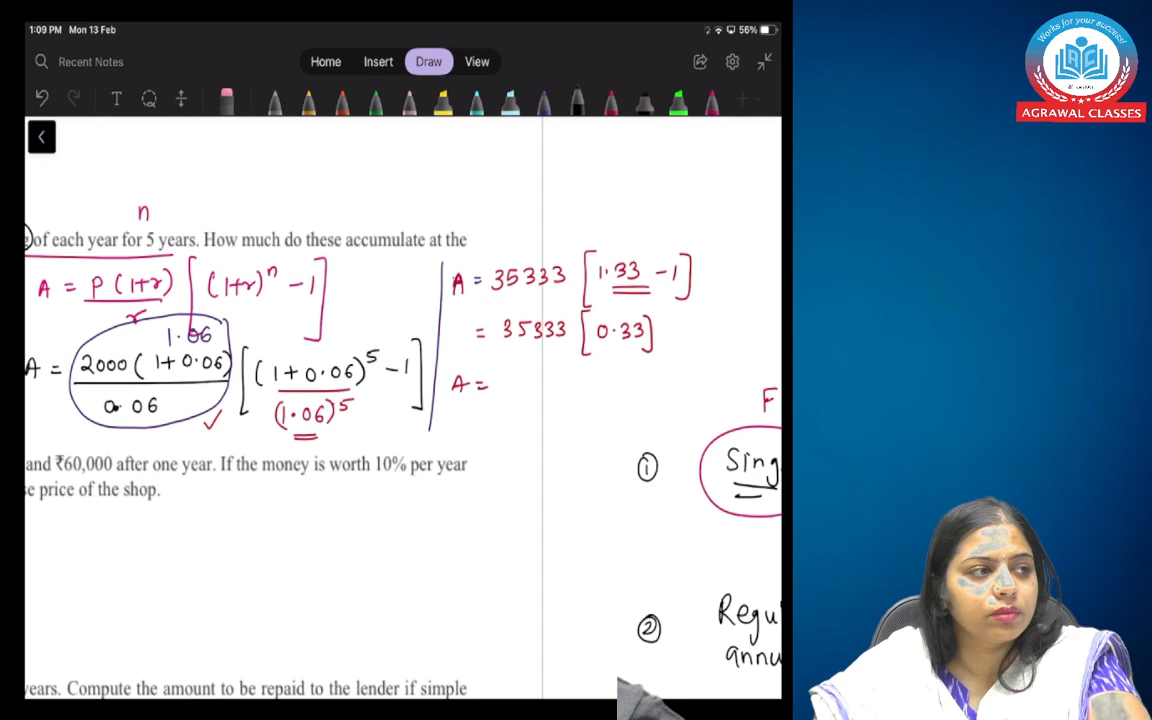 1:09 PM Mon 13 Feb
56%
Recent Notes
Home Insert Draw View
T
Works for your success!
AC
AGRAWAL CLASSES
n
of each year for 5 years. How much do these accumulate at the
A = P (1+r) / r [(1+r)^n - 1]
1.06
A = 2000 (1+0.06) / 0.06 [(1+0.06)^5 - 1]
(1.06)^5
A = 35333 [1.33 - 1]
= 35333 [0.33]
A =
F
and ₹60,000 after one year. If the money is worth 10% per year
e price of the shop.
① Sing
② Regu
annu
ears. Compute the amount to be repaid to the lender if simple